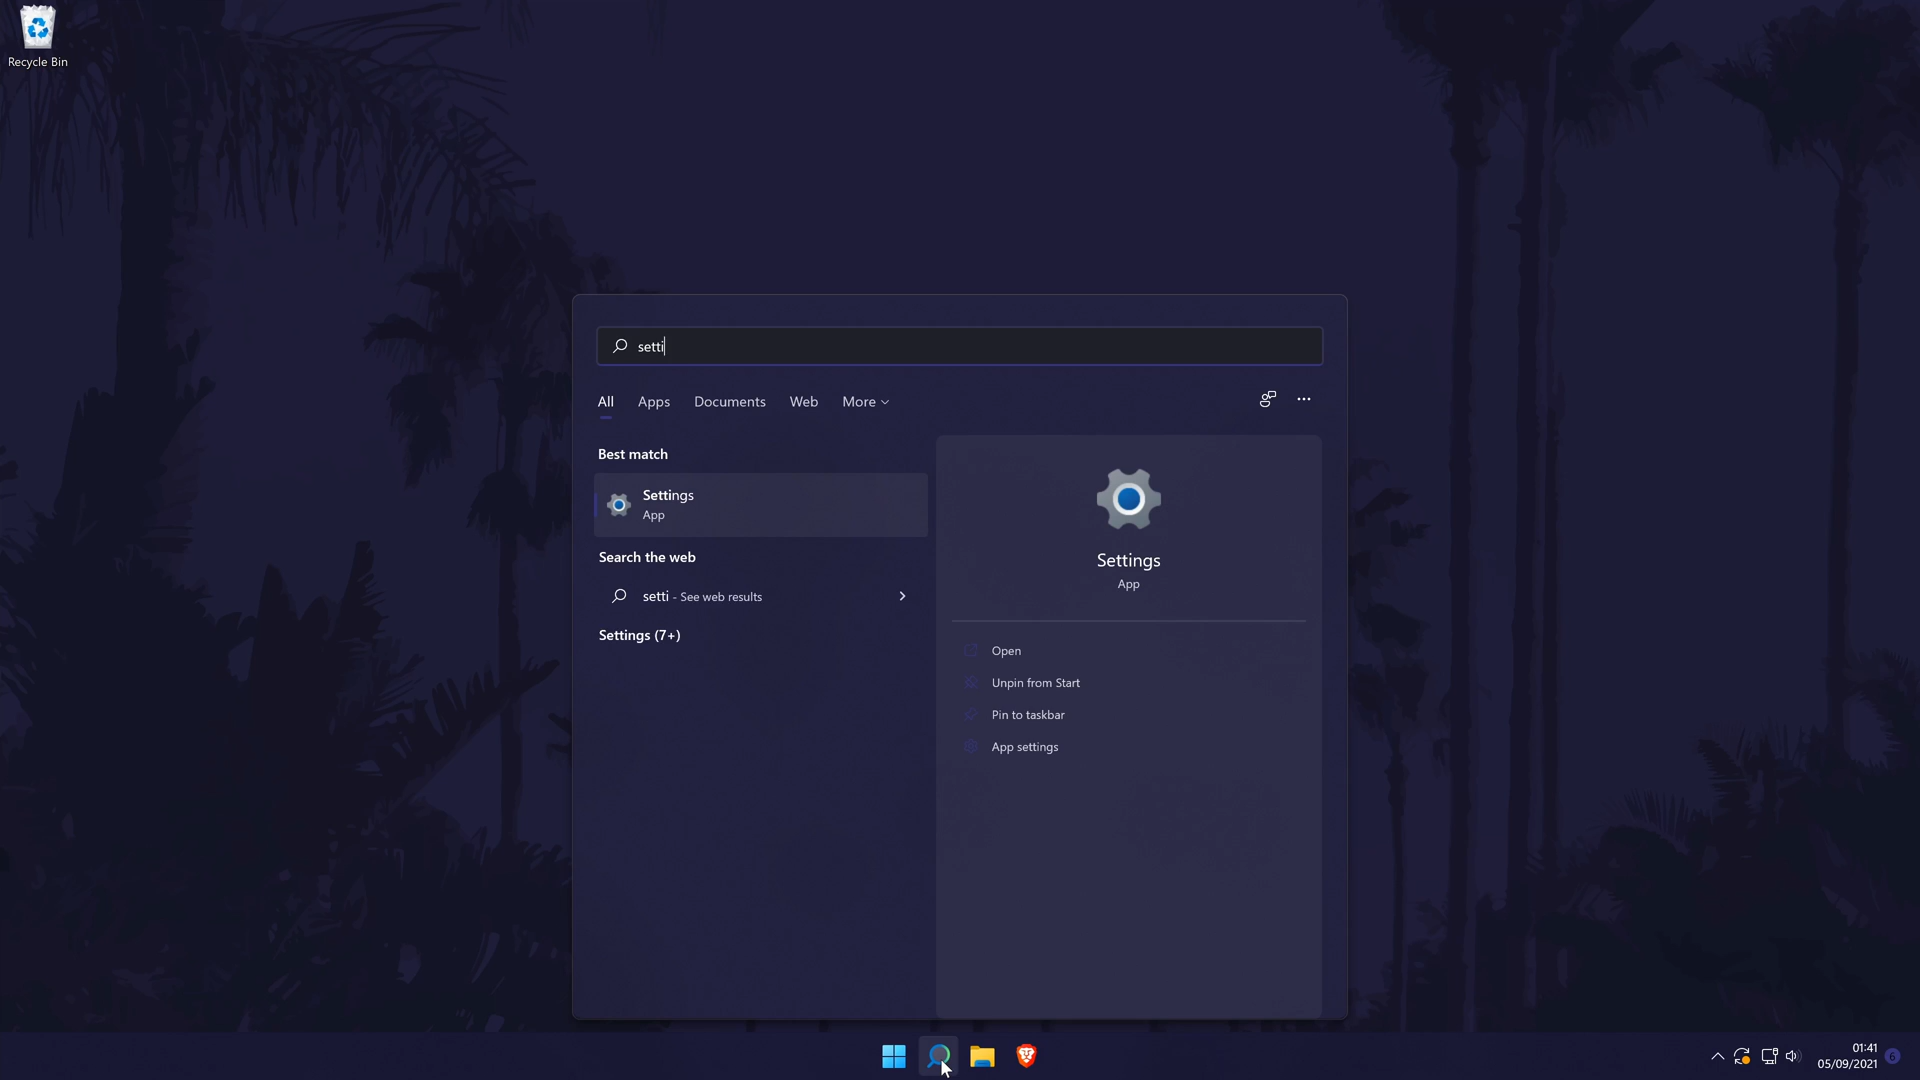 Recycle Bin
setti
All Apps Documents Web More
Best match
Settings
App
Search the web
setti - See web results
Settings (7+)
Settings
App
Open
Unpin from Start
Pin to taskbar
App settings
01:41
05/09/2021
6